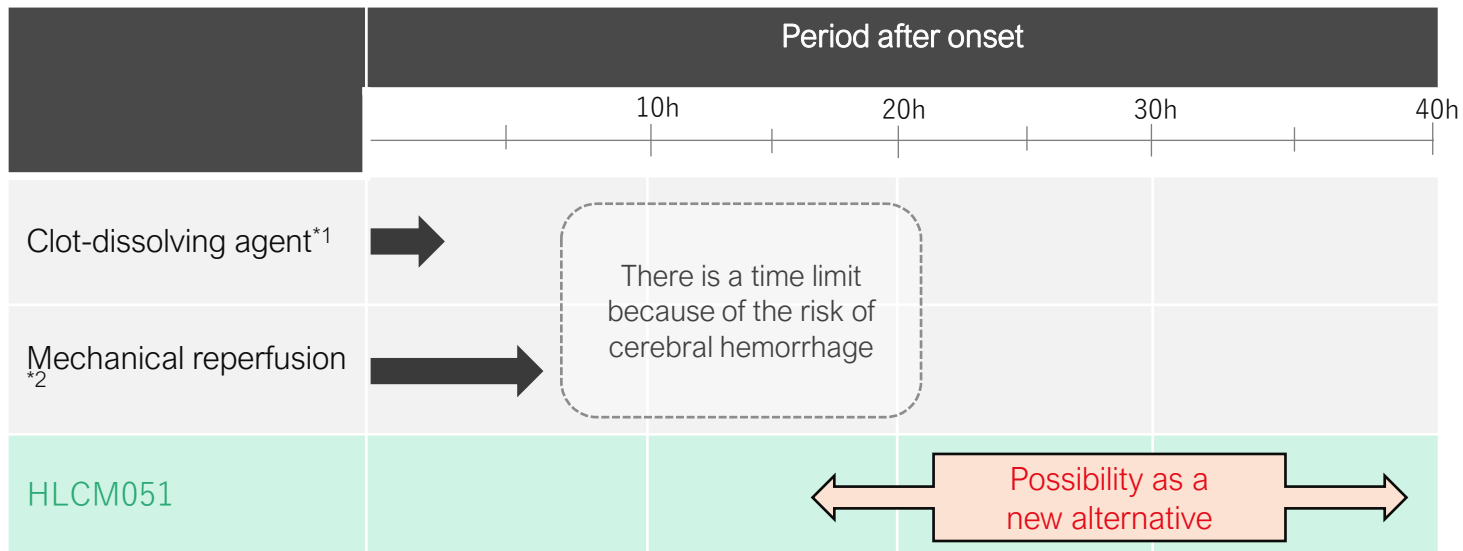 Period after onset
10h
20h
30h
40h
Clot-dissolving agent*1
There is a time limit
because of the risk of
cerebral hemorrhage
Mechanical reperfusion
*2
HLCM051
Possibility as a
new alternative